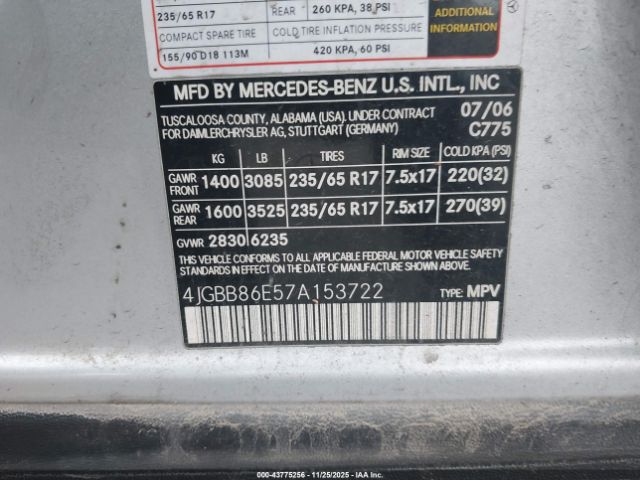 235/65 R17 REAR 260 KPA, 38 PSI
COMPACT SPARE TIRE COLD TIRE INFLATION PRESSURE
155/90 D18 113M 420 KPA, 60 PSI
ADDITIONAL
INFORMATION
MFD BY MERCEDES-BENZ U.S. INTL., INC
TUSCALOOSA COUNTY, ALABAMA (USA). UNDER CONTRACT 07/06
FOR DAIMLERCHRYSLER AG, STUTTGART (GERMANY) C775
KG LB TIRES RIM SIZE COLD KPA (PSI)
GAWR FRONT 1400 3085 235/65 R17 7.5x17 220(32)
GAWR REAR 1600 3525 235/65 R17 7.5x17 270(39)
GVWR 2830 6235
THIS VEHICLE CONFORMS TO ALL APPLICABLE FEDERAL MOTOR VEHICLE SAFETY
STANDARDS IN EFFECT ON THE DATE OF MANUFACTURE SHOWN ABOVE.
4JGBB86E57A153722 TYPE: MPV
000-43775256 - 11/25/2025 - IAAI.com